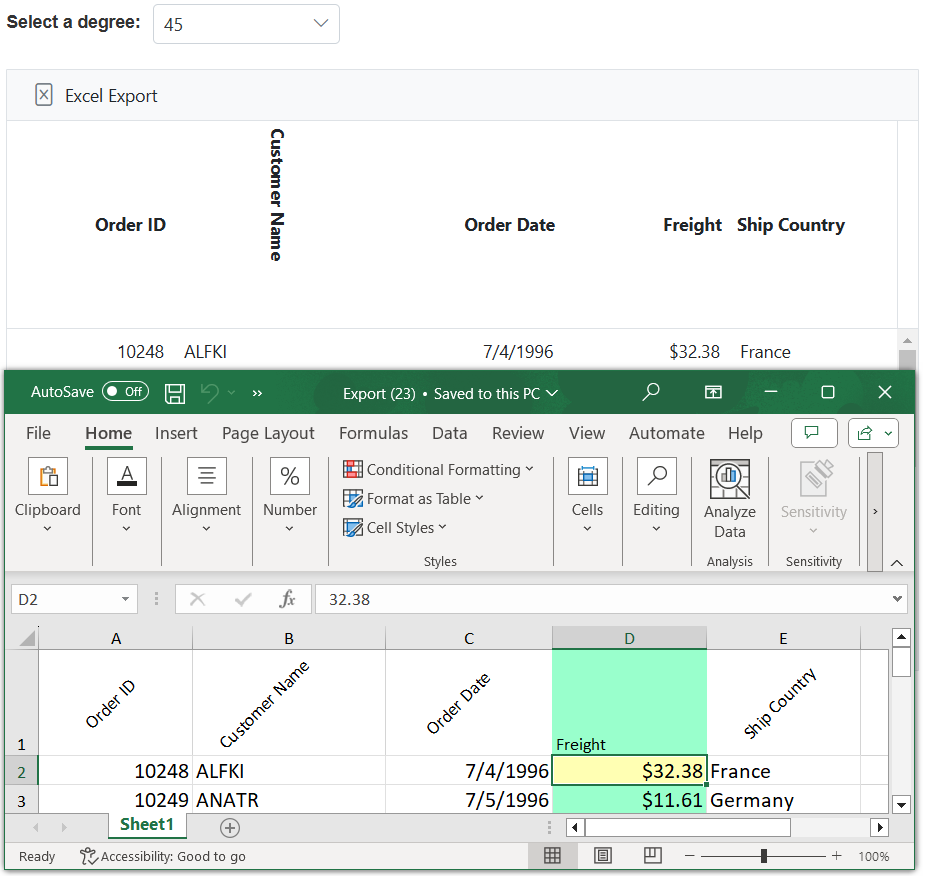 Select a degree: 45
Excel Export
Order ID Customer Name Order Date Freight Ship Country
10248 ALFKI 7/4/1996 $32.38 France
AutoSave Off Export (23) • Saved to this PC
File Home Insert Page Layout Formulas Data Review View Automate Help
Clipboard Font Alignment Number Conditional Formatting Format as Table Cell Styles Cells Editing Analyze Data Sensitivity
Styles Analysis Sensitivity
D2 fx 32.38
A B C D E
1 Order ID Customer Name Order Date Freight Ship Country
2 10248 ALFKI 7/4/1996 $32.38 France
3 10249 ANATR 7/5/1996 $11.61 Germany
Sheet1
Ready Accessibility: Good to go 100%